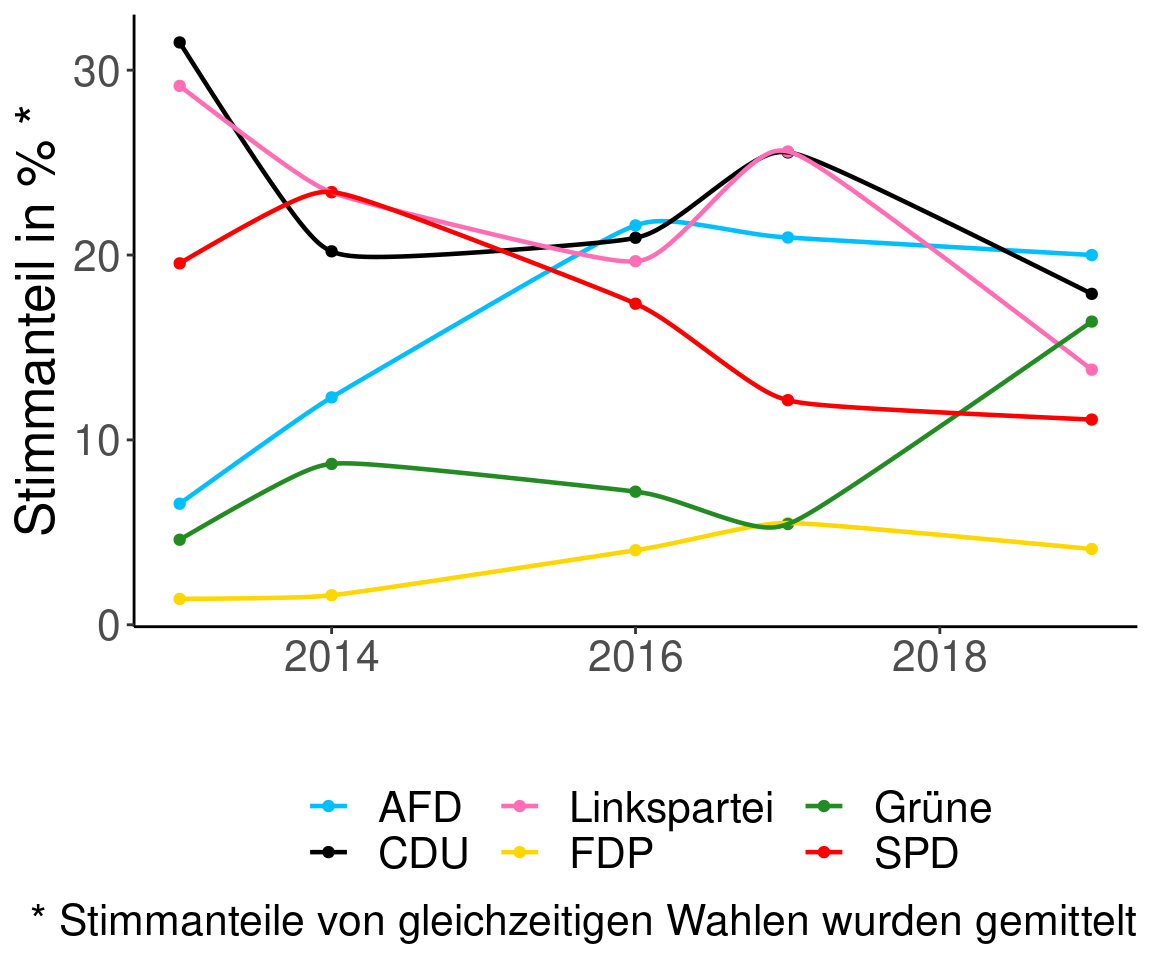 Stimmanteil in % *
30
20
10
0
2014 2016 2018
AFD Linkspartei Grüne
CDU FDP SPD
* Stimmanteile von gleichzeitigen Wahlen wurden gemittelt